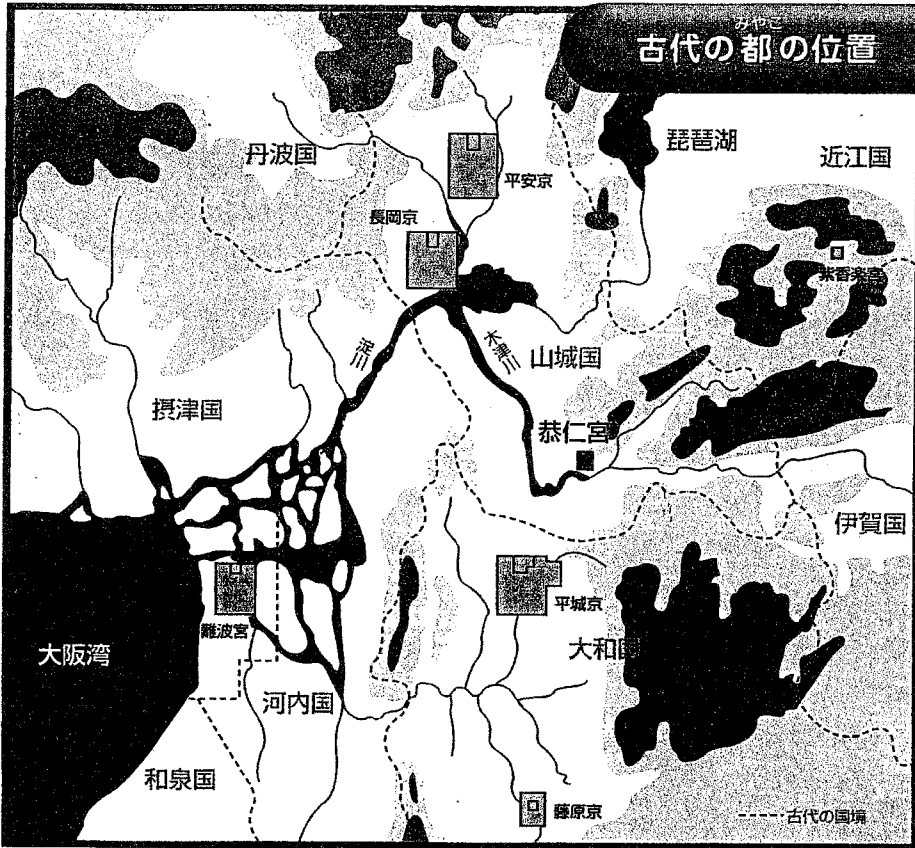 みやこ
古代の都の位置
丹波国
琵琶湖
近江国
平安京
長岡京
紫香楽宮
淀川
木津川
山城国
摂津国
恭仁宮
伊賀国
平城京
難波宮
大和国
大阪湾
河内国
和泉国
藤原京
古代の国境